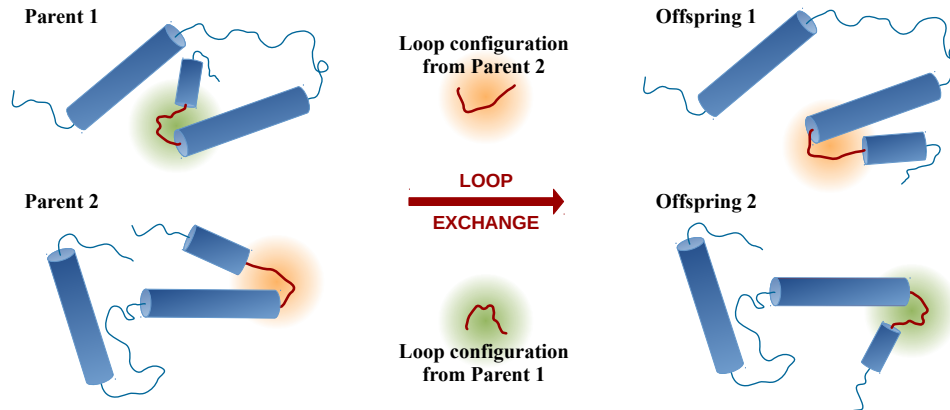 Parent 1
Loop configuration
from Parent 2
Offspring 1
LOOP
EXCHANGE
Parent 2
Offspring 2
Loop configuration
from Parent 1